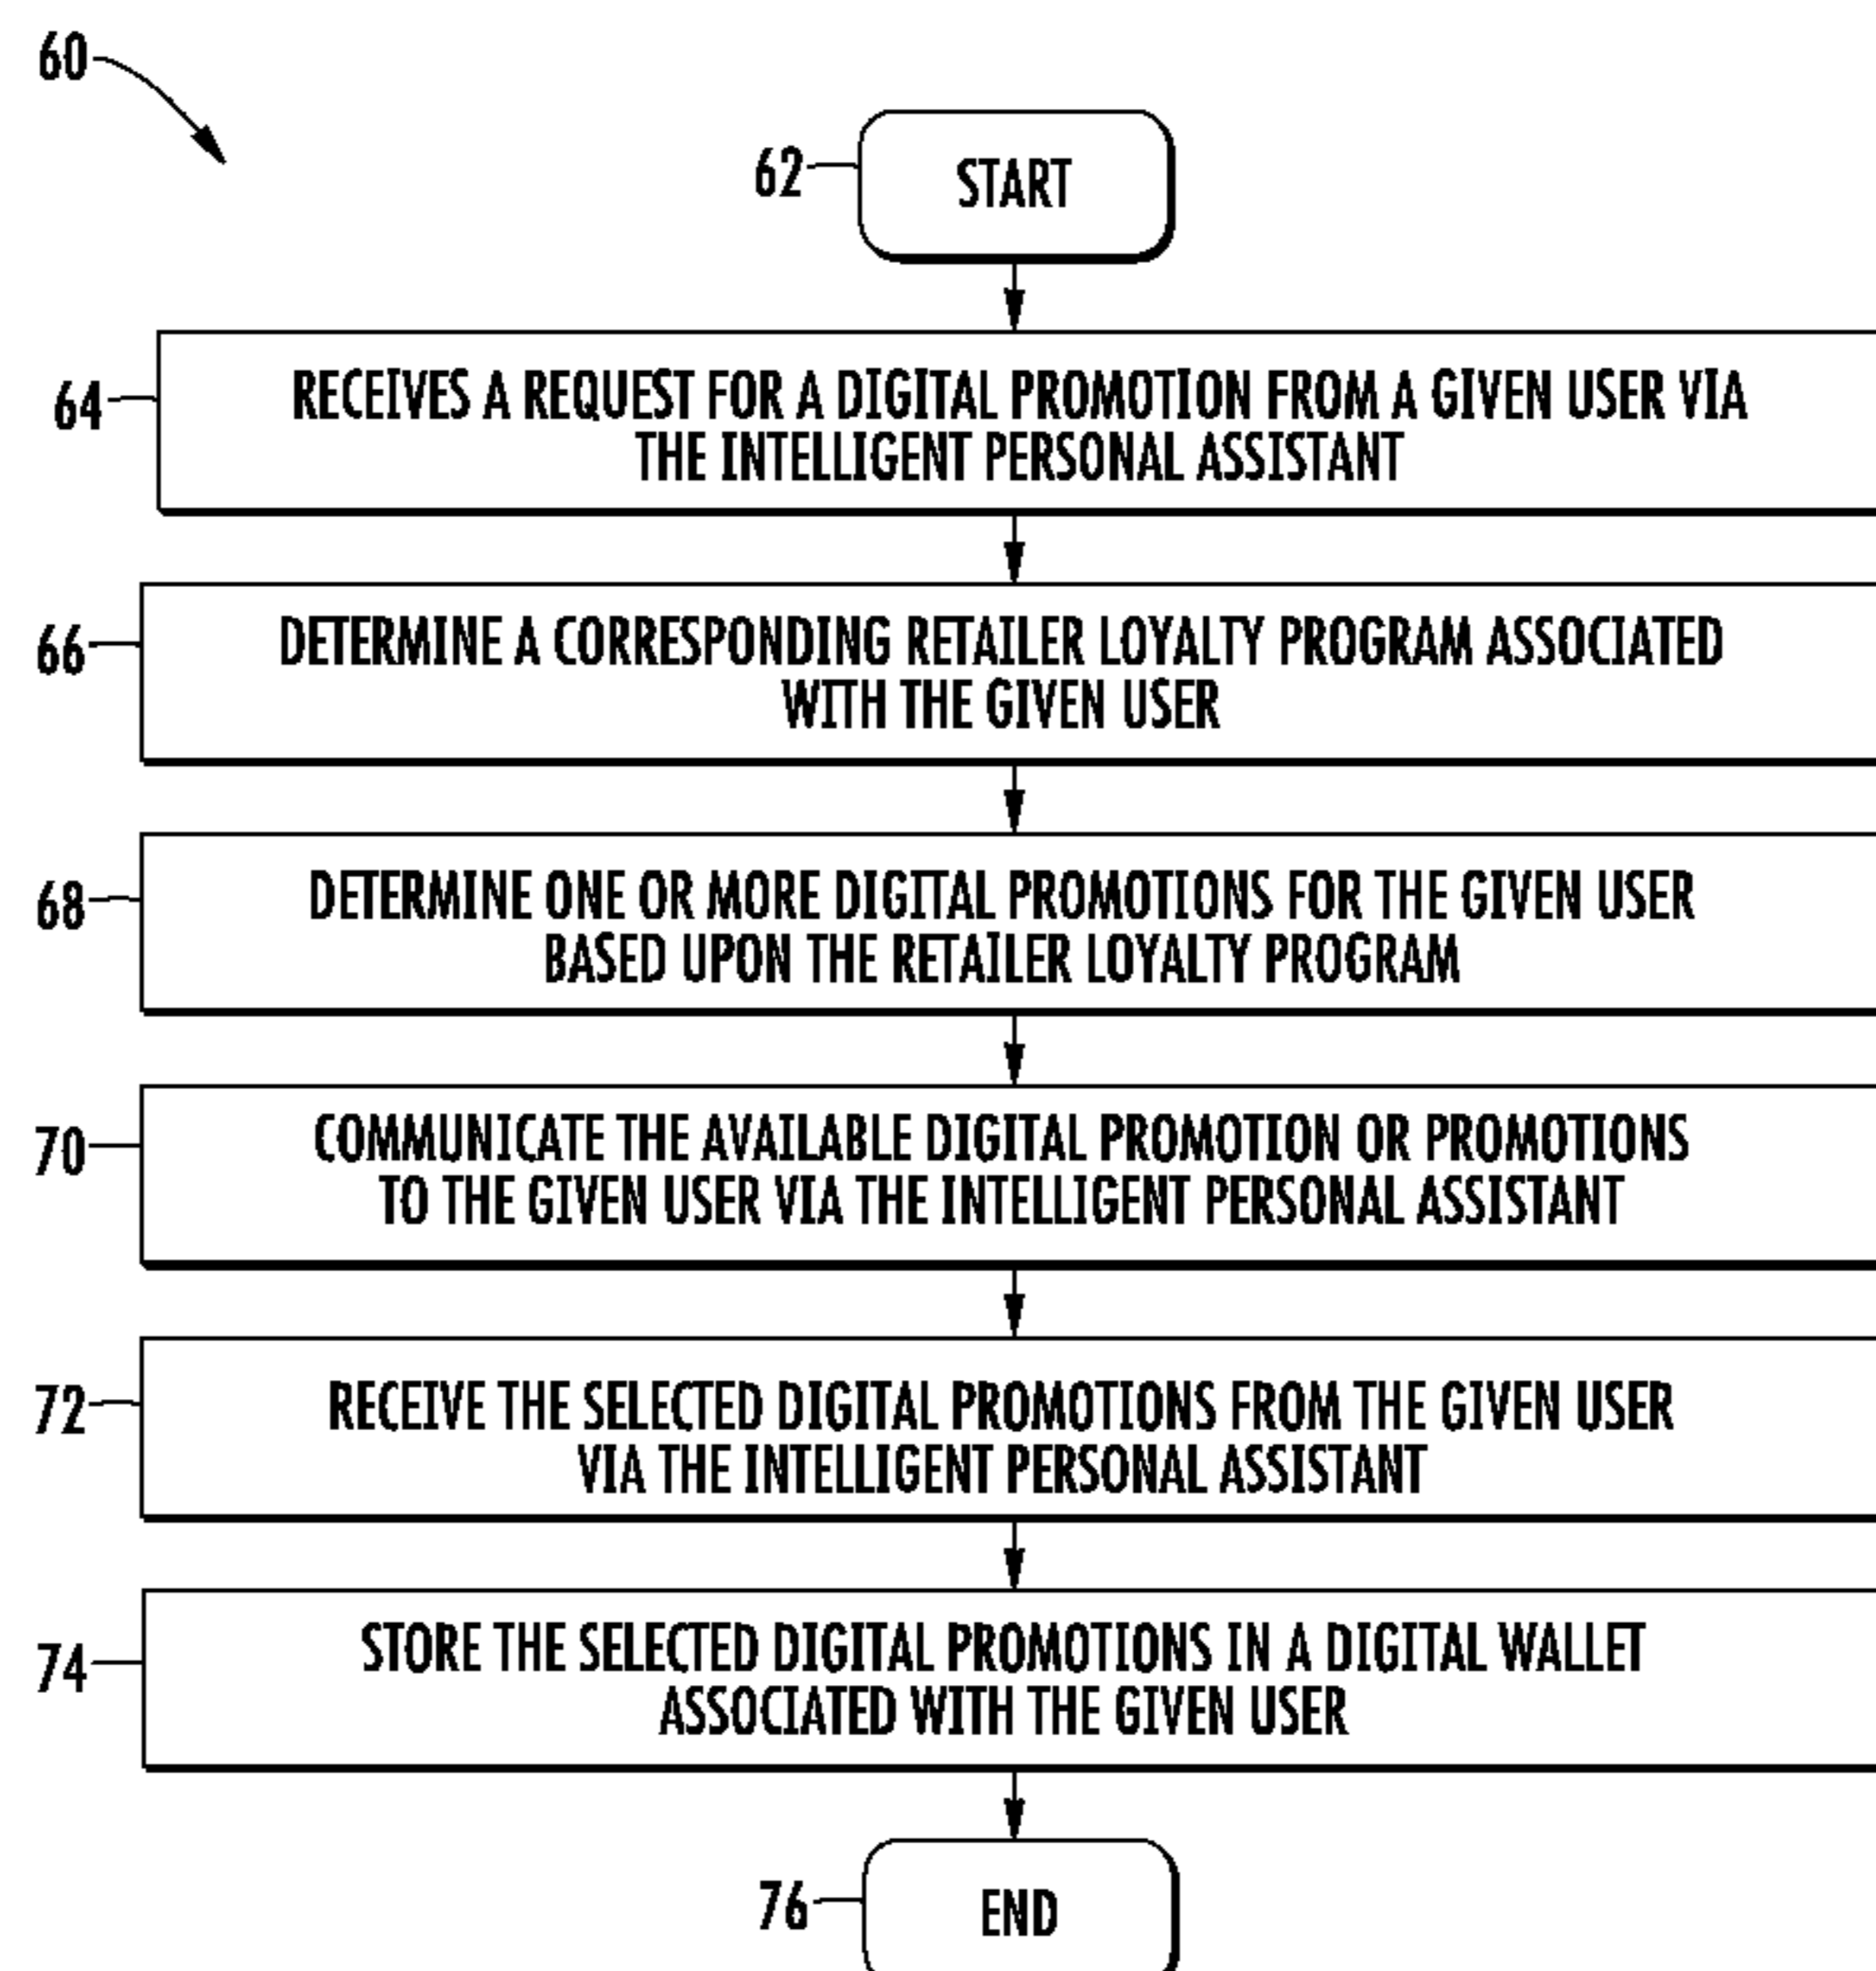 60
62
START
64
RECEIVES A REQUEST FOR A DIGITAL PROMOTION FROM A GIVEN USER VIA
THE INTELLIGENT PERSONAL ASSISTANT
66
DETERMINE A CORRESPONDING RETAILER LOYALTY PROGRAM ASSOCIATED
WITH THE GIVEN USER
68
DETERMINE ONE OR MORE DIGITAL PROMOTIONS FOR THE GIVEN USER
BASED UPON THE RETAILER LOYALTY PROGRAM
70
COMMUNICATE THE AVAILABLE DIGITAL PROMOTION OR PROMOTIONS
TO THE GIVEN USER VIA THE INTELLIGENT PERSONAL ASSISTANT
72
RECEIVE THE SELECTED DIGITAL PROMOTIONS FROM THE GIVEN USER
VIA THE INTELLIGENT PERSONAL ASSISTANT
74
STORE THE SELECTED DIGITAL PROMOTIONS IN A DIGITAL WALLET
ASSOCIATED WITH THE GIVEN USER
76
END